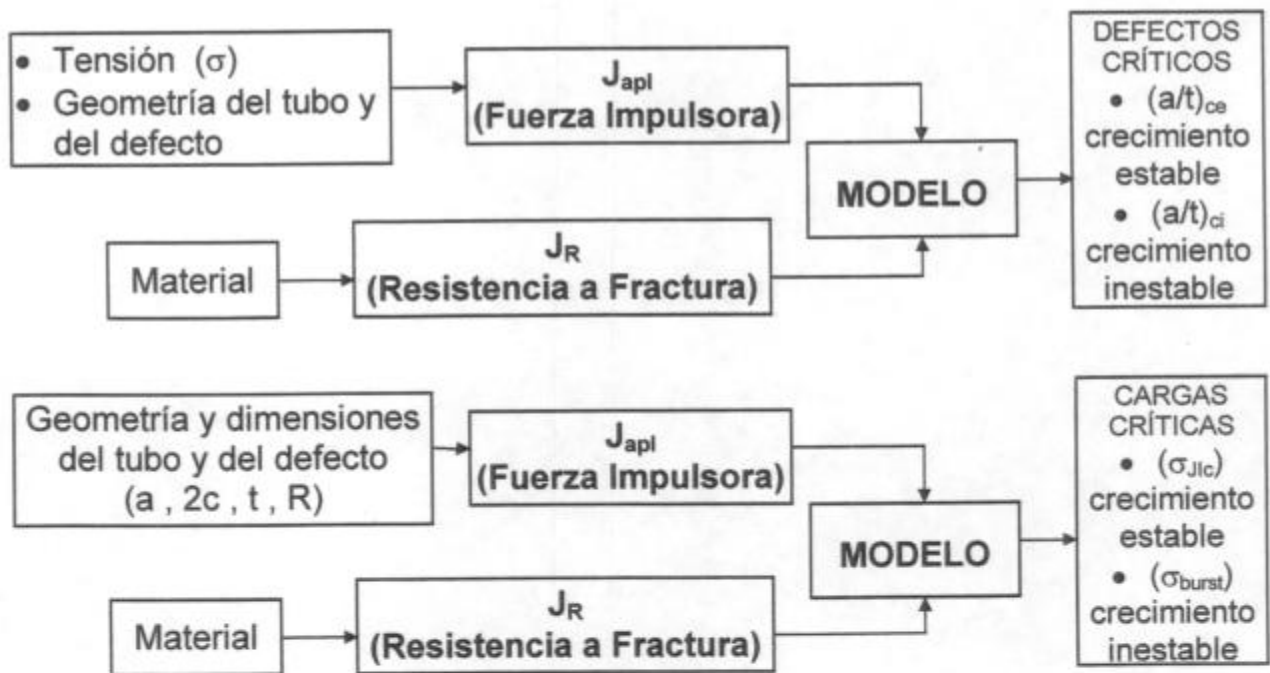 • Tensión (σ)
• Geometría del tubo y
del defecto
J_apl
(Fuerza Impulsora)
Material
J_R
(Resistencia a Fractura)
MODELO
DEFECTOS
CRÍTICOS
• (a/t)_ce
crecimiento
estable
• (a/t)_ci
crecimiento
inestable
Geometría y dimensiones
del tubo y del defecto
(a , 2c , t , R)
J_apl
(Fuerza Impulsora)
Material
J_R
(Resistencia a Fractura)
MODELO
CARGAS
CRÍTICAS
• (σ_JIc)
crecimiento
estable
• (σ_burst)
crecimiento
inestable